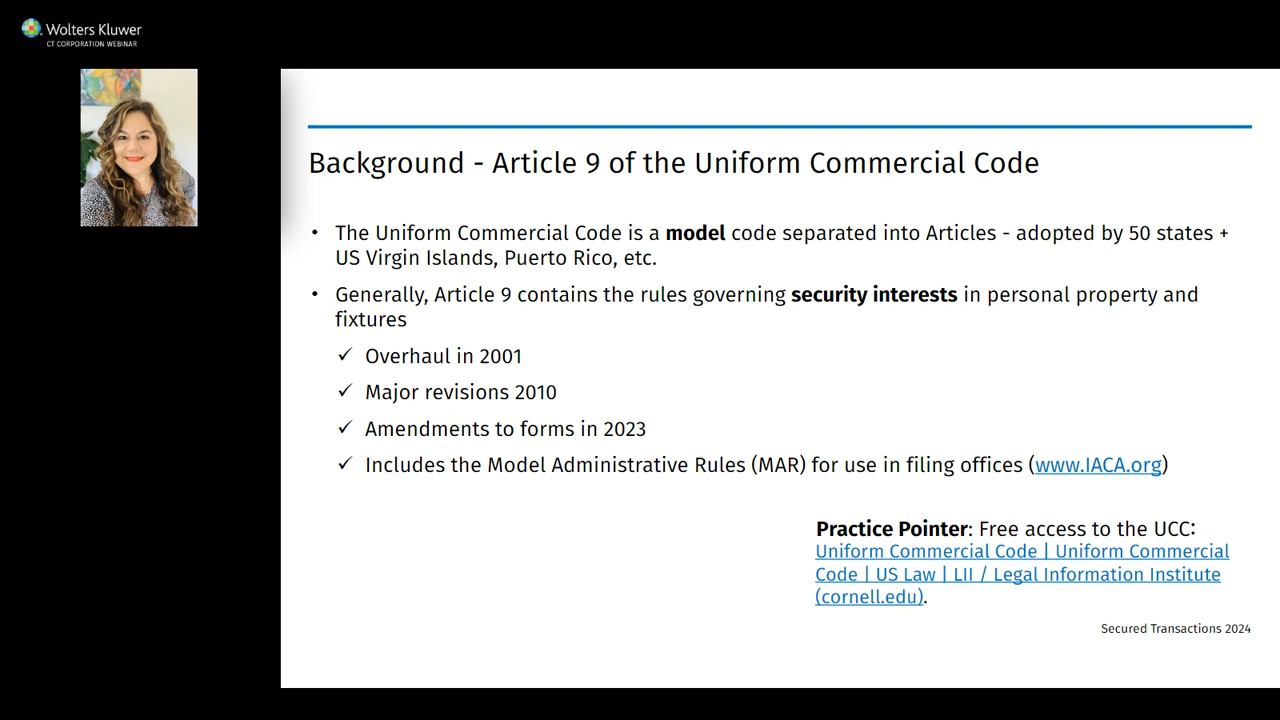 Wolters Kluwer
CT CORPORATION WEBINAR
Background - Article 9 of the Uniform Commercial Code
• The Uniform Commercial Code is a model code separated into Articles - adopted by 50 states +
US Virgin Islands, Puerto Rico, etc.
• Generally, Article 9 contains the rules governing security interests in personal property and
fixtures
✓ Overhaul in 2001
✓ Major revisions 2010
✓ Amendments to forms in 2023
✓ Includes the Model Administrative Rules (MAR) for use in filing offices (www.IACA.org)
Practice Pointer: Free access to the UCC:
Uniform Commercial Code | Uniform Commercial
Code | US Law | LII / Legal Information Institute
(cornell.edu).
Secured Transactions 2024